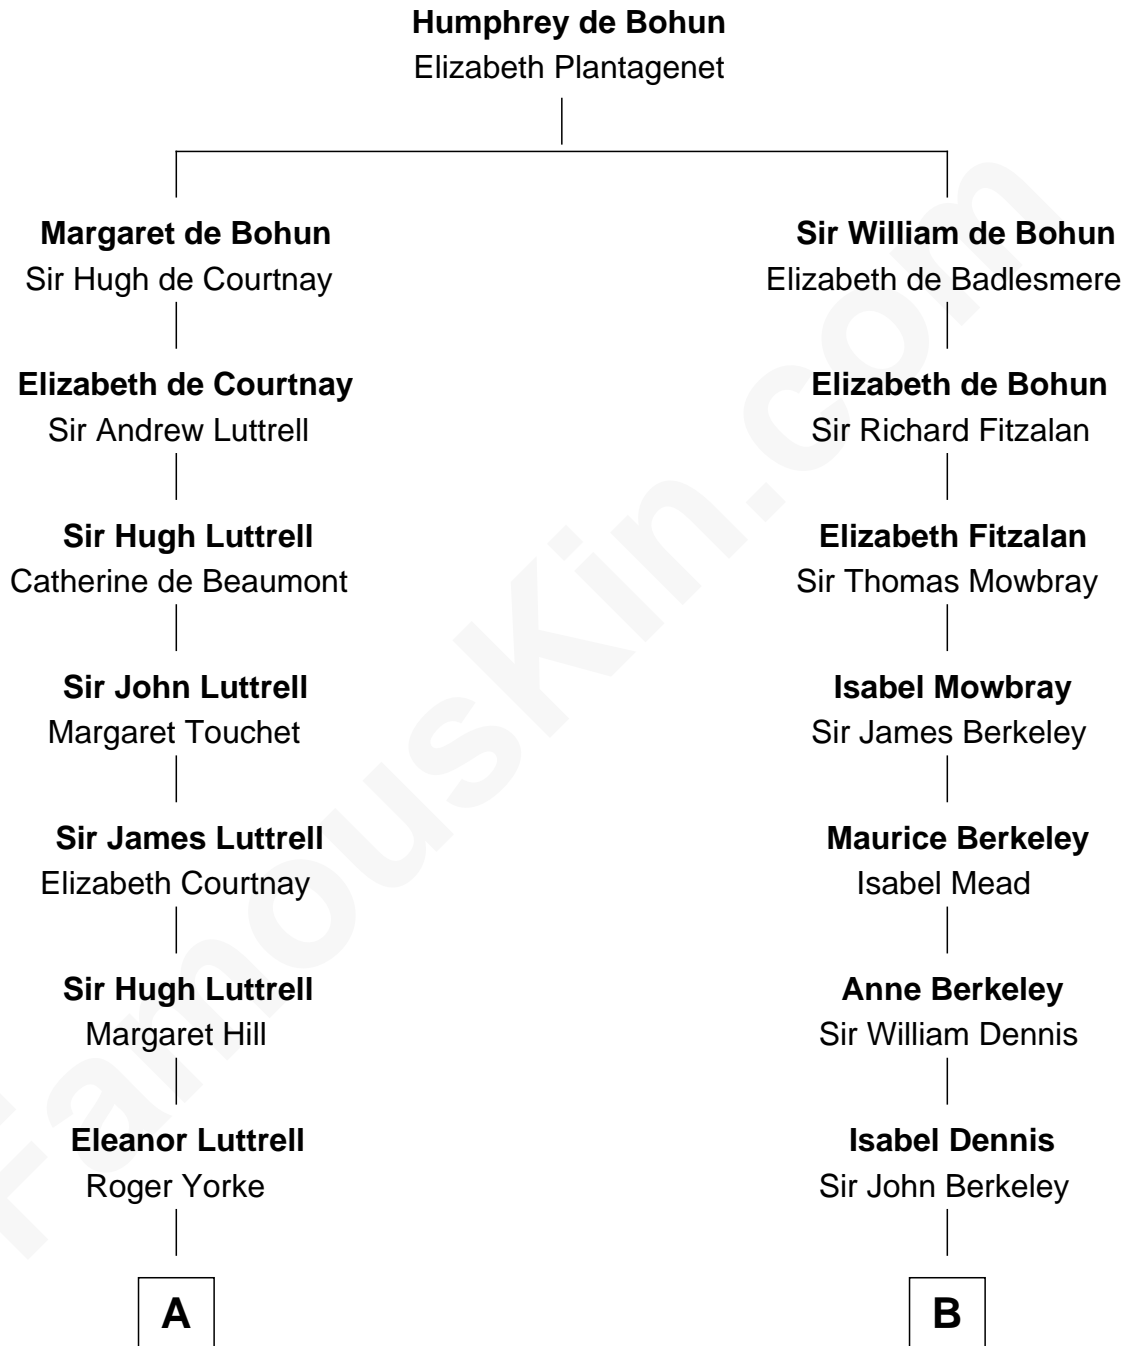 Humphrey de Bohun
Elizabeth Plantagenet
Margaret de Bohun
Sir Hugh de Courtnay
Sir William de Bohun
Elizabeth de Badlesmere
Elizabeth de Courtnay
Sir Andrew Luttrell
Elizabeth de Bohun
Sir Richard Fitzalan
Sir Hugh Luttrell
Catherine de Beaumont
Elizabeth Fitzalan
Sir Thomas Mowbray
Sir John Luttrell
Margaret Touchet
Isabel Mowbray
Sir James Berkeley
Sir James Luttrell
Elizabeth Courtnay
Maurice Berkeley
Isabel Mead
Sir Hugh Luttrell
Margaret Hill
Anne Berkeley
Sir William Dennis
Eleanor Luttrell
Roger Yorke
Isabel Dennis
Sir John Berkeley
A
B
FamousKin.com